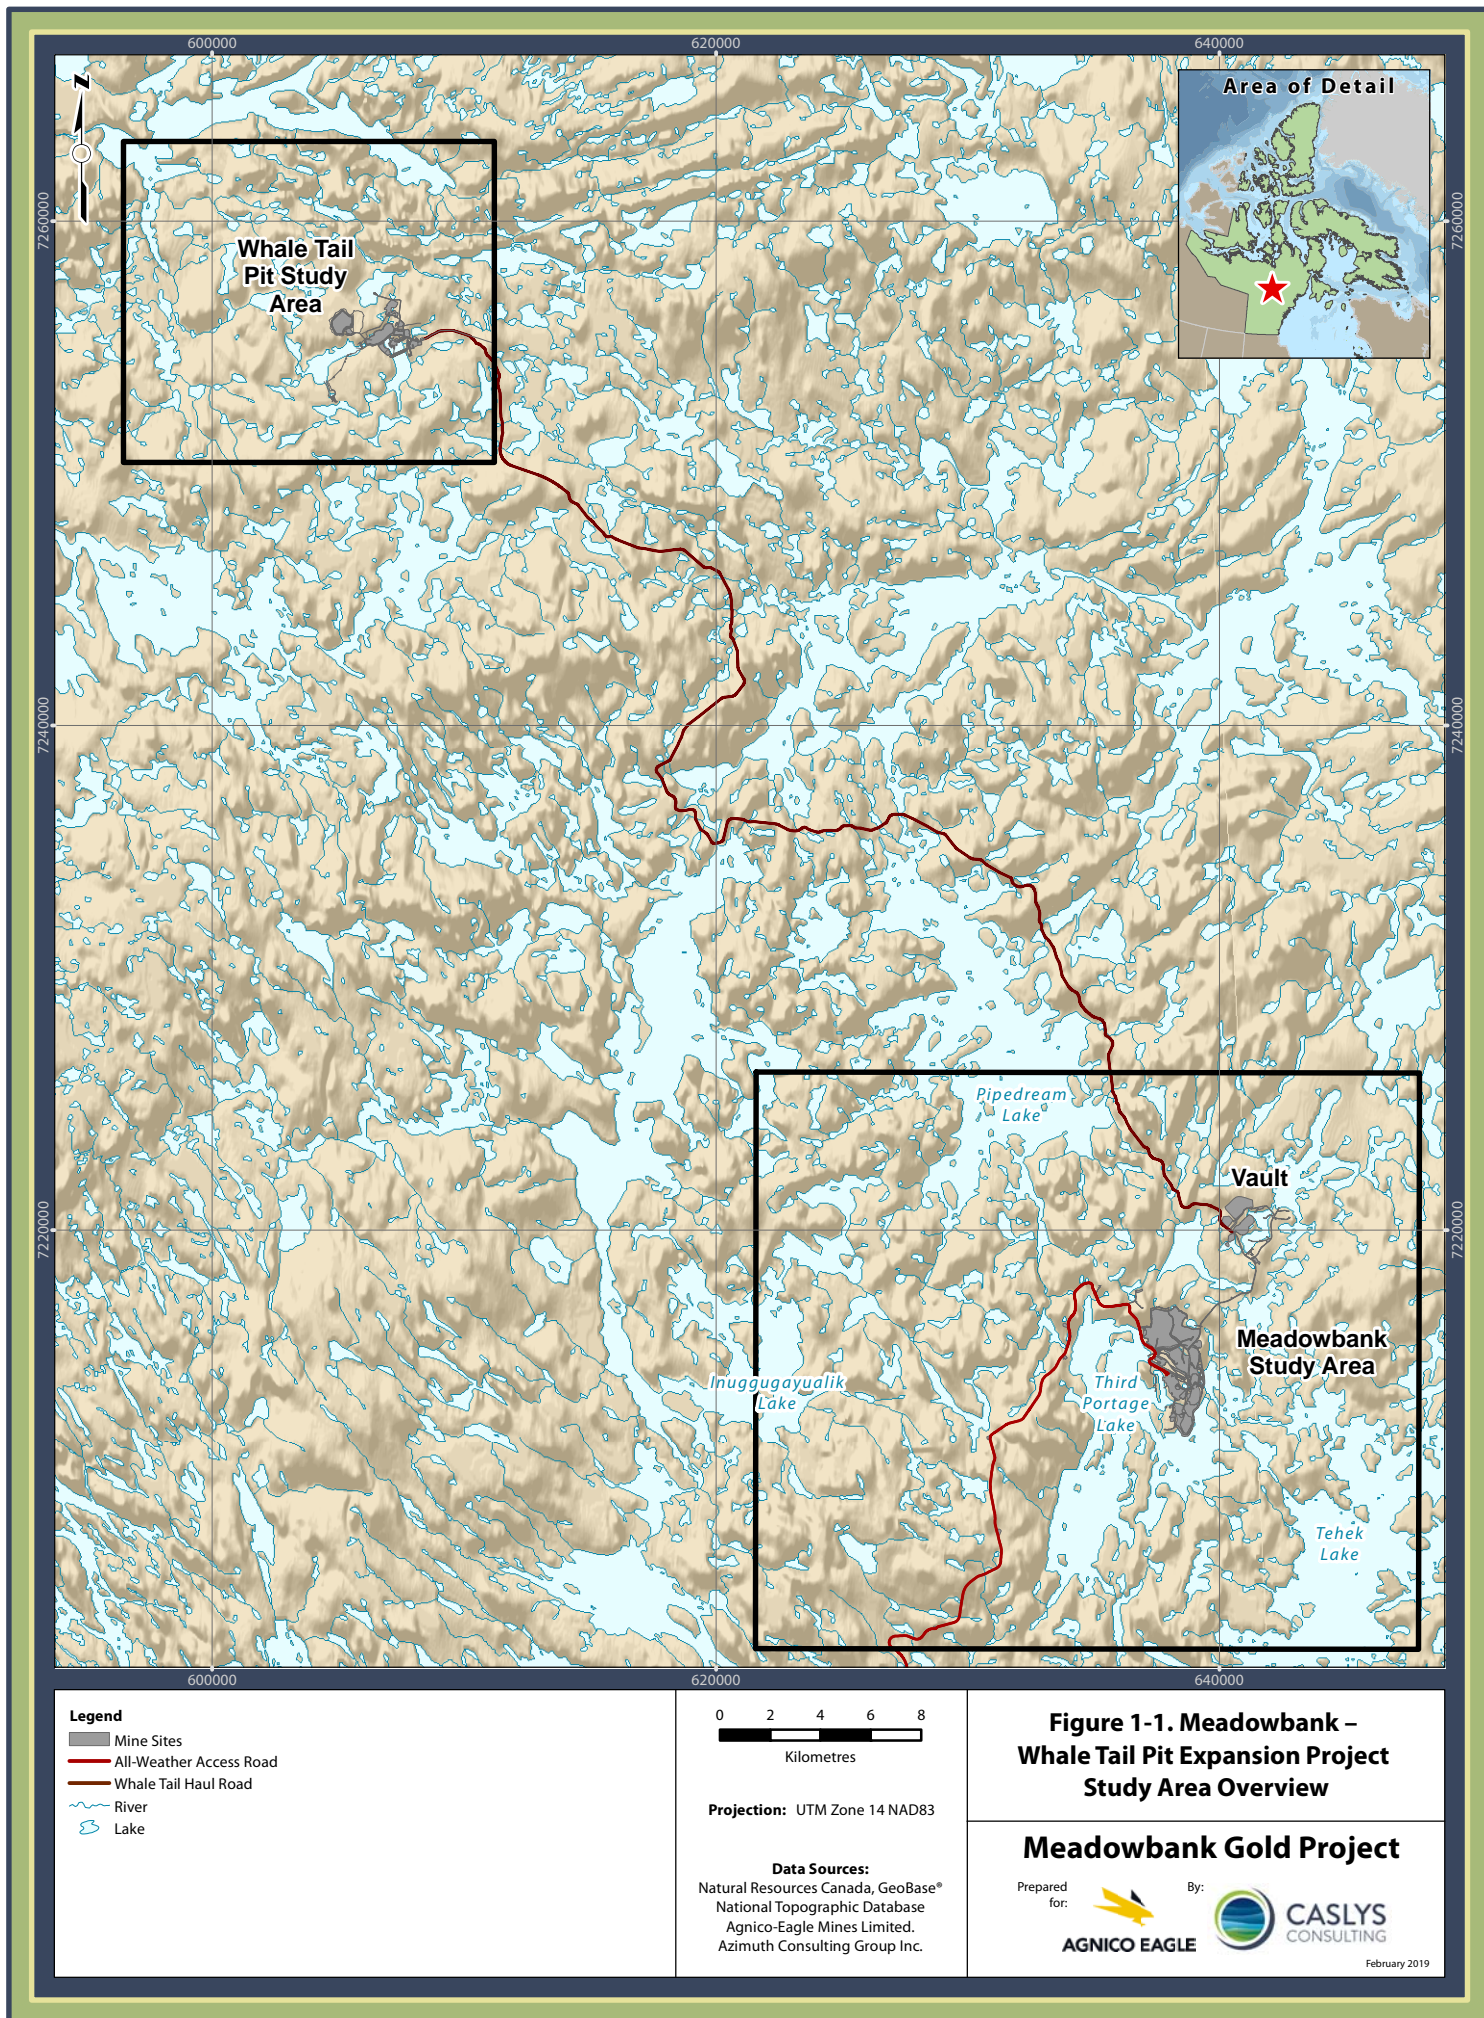 600000
620000
640000
N
Area of Detail
7260000
7260000
Whale Tail
Pit Study
Area
7240000
7240000
Pipedream
Lake
Vault
7220000
7220000
Meadowbank
Study Area
Inuggugayualik
Lake
Third
Portage
Lake
Tehek
Lake
600000
620000
640000
Legend
Mine Sites
All-Weather Access Road
Whale Tail Haul Road
River
Lake
0 2 4 6 8
Kilometres
Projection: UTM Zone 14 NAD83
Data Sources:
Natural Resources Canada, GeoBase®
National Topographic Database
Agnico-Eagle Mines Limited.
Azimuth Consulting Group Inc.
Figure 1-1. Meadowbank –
Whale Tail Pit Expansion Project
Study Area Overview
Meadowbank Gold Project
Prepared
for:
AGNICO EAGLE
By:
CASLYS
CONSULTING
February 2019